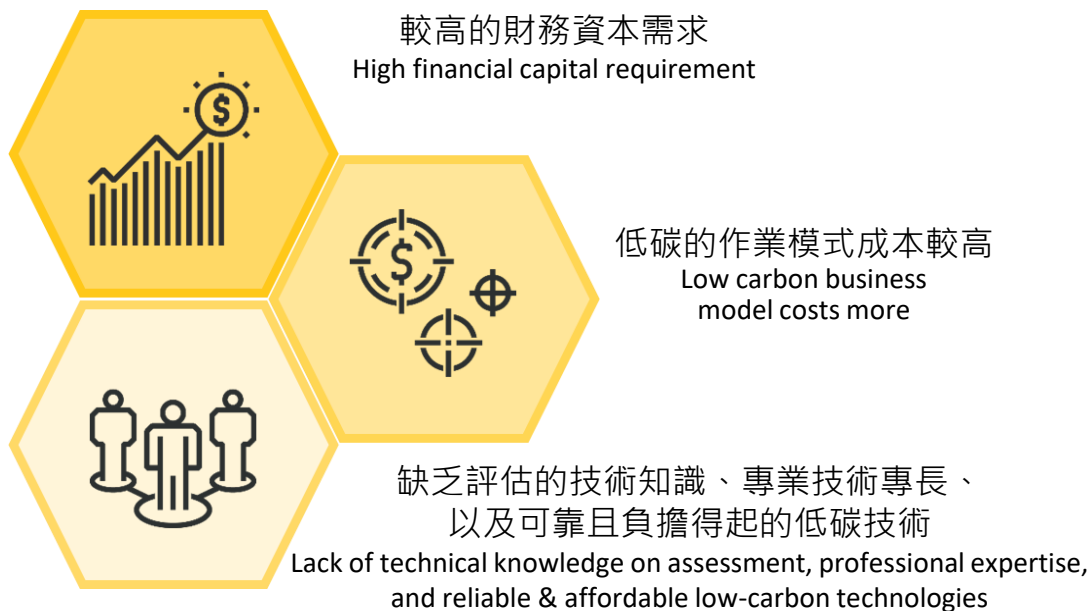 較高的財務資本需求
High financial capital requirement
$
$
低碳的作業模式成本較高
Low carbon business
model costs more
缺乏評估的技術知識、專業技術專長、
以及可靠且負擔得起的低碳技術
Lack of technical knowledge on assessment, professional expertise,
and reliable & affordable low-carbon technologies